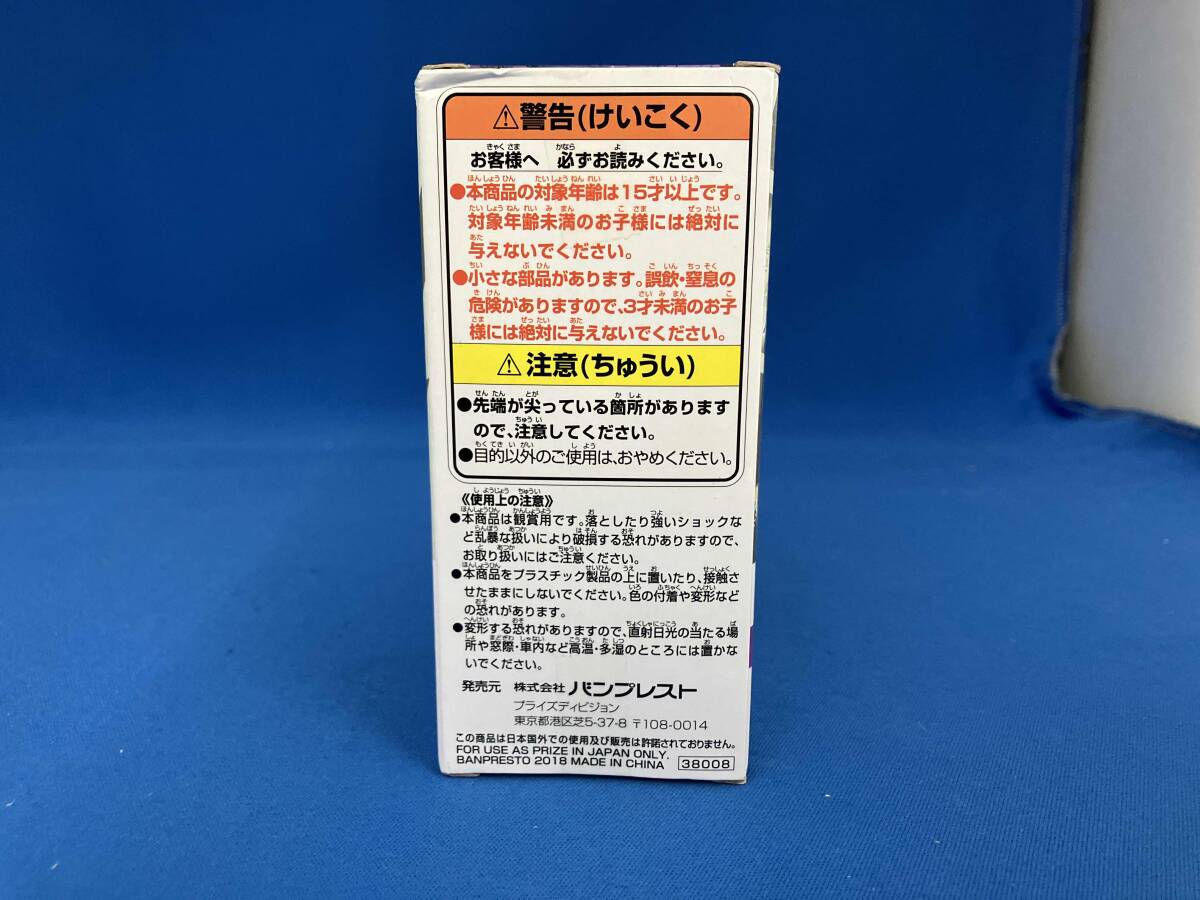 ⚠警告(けいこく)
お客様へ 必ずお読みください。
●本商品の対象年齢は15才以上です。
対象年齢未満のお子様には絶対に
与えないでください。
●小さな部品があります。誤飲・窒息の
危険がありますので、3才未満のお子
様には絶対に与えないでください。
⚠注意(ちゅうい)
●先端が尖っている箇所があります
ので、注意してください。
●目的以外のご使用は、おやめください。
《使用上の注意》
●本商品は観賞用です。落としたり強いショックな
ど乱暴な扱いにより破損する恐れがありますので、
お取り扱いにはご注意ください。
●本商品をプラスチック製品の上に置いたり、接触さ
せたままにしないでください。色の付着や変形など
の恐れがあります。
●変形する恐れがありますので、直射日光の当たる場
所や窓際・車内など高温・多湿のところには置かな
いでください。
発売元 株式会社 バンプレスト
プライズディビジョン
東京都港区芝5-37-8 〒108-0014
この商品は日本国外での使用及び販売は許諾されておりません。
FOR USE AS PRIZE IN JAPAN ONLY.
BANPRESTO 2018 MADE IN CHINA 38008